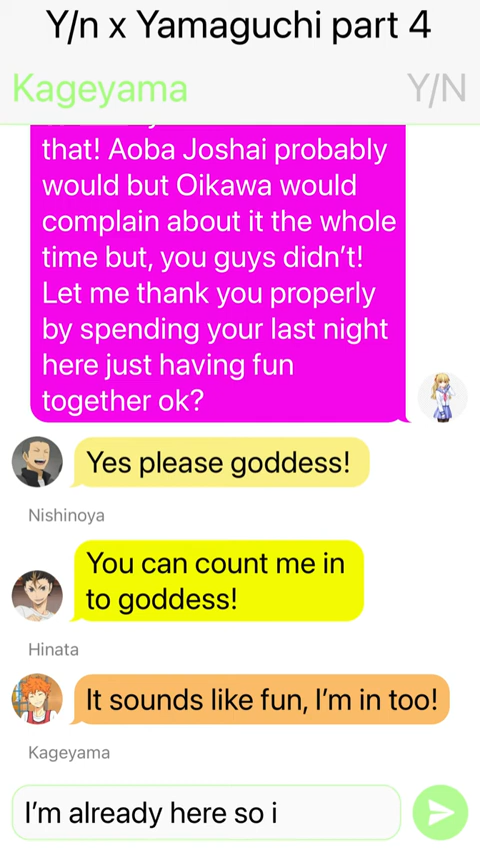 Y/n x Yamaguchi part 4
Kageyama
Y/N
that! Aoba Joshai probably
would but Oikawa would
complain about it the whole
time but, you guys didn’t!
Let me thank you properly
by spending your last night
here just having fun
together ok?
Yes please goddess!
Nishinoya
You can count me in
to goddess!
Hinata
It sounds like fun, I’m in too!
Kageyama
I’m already here so i